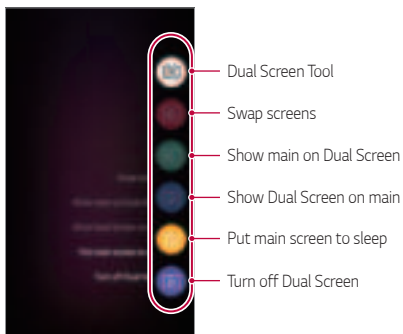 Dual Screen Tool
Swap screens
Show main on Dual Screen
Show Dual Screen on main
Put main screen to sleep
Turn off Dual Screen